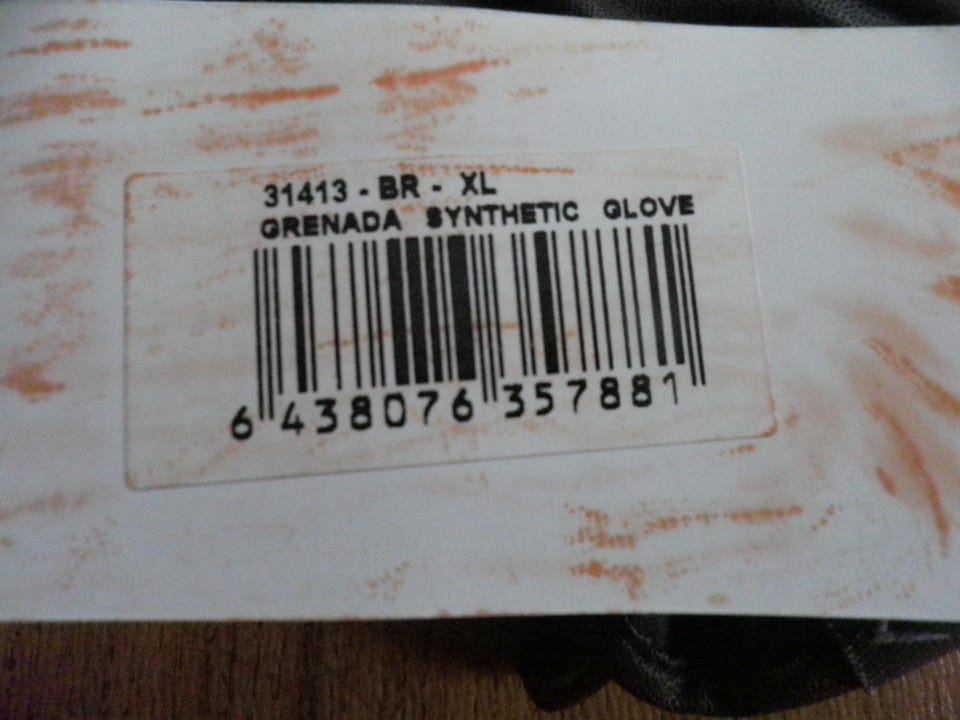 31413 - BR - XL
GRENADA SYNTHETIC GLOVE
6 438076 357881